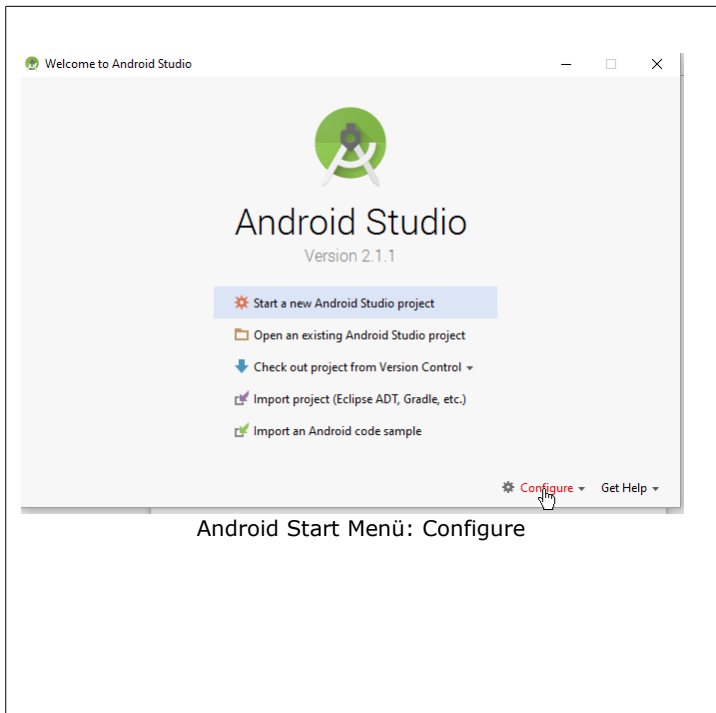 Welcome to Android Studio
Android Studio
Version 2.1.1
Start a new Android Studio project
Open an existing Android Studio project
Check out project from Version Control
Import project (Eclipse ADT, Gradle, etc.)
Import an Android code sample
Configure Get Help
Android Start Menü: Configure